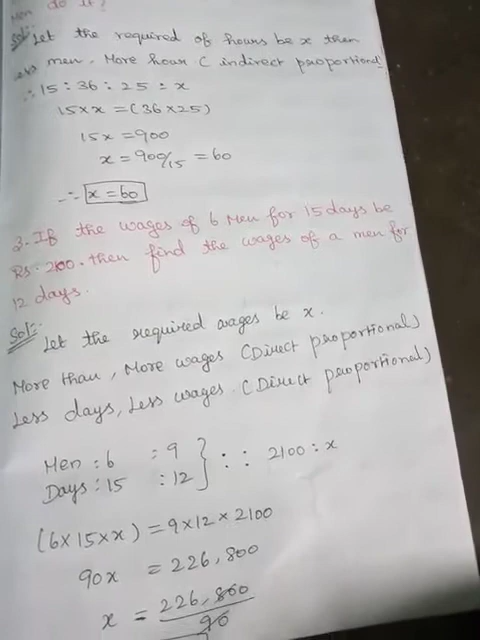 Men do it?
Sol:- Let the required of hours be x then
less men, More hour ( indirect proportional
∴ 15 : 36 : 25 : x
15 x x = (36 x 25)
15x = 900
x = 900/15 = 60
∴ x = 60
3. If the wages of 6 Men for 15 days be
Rs. 2100. then find the wages of a men for
12 days.
Sol:- Let the required wages be x.
More than, More wages (Direct proportional)
Less days, Less wages. (Direct proportional)
Men : 6 : 9 } : : 2100 : x
Days : 15 : 12
(6 x 15 x x) = 9 x 12 x 2100
90x = 226,800
x = 226,800 / 90